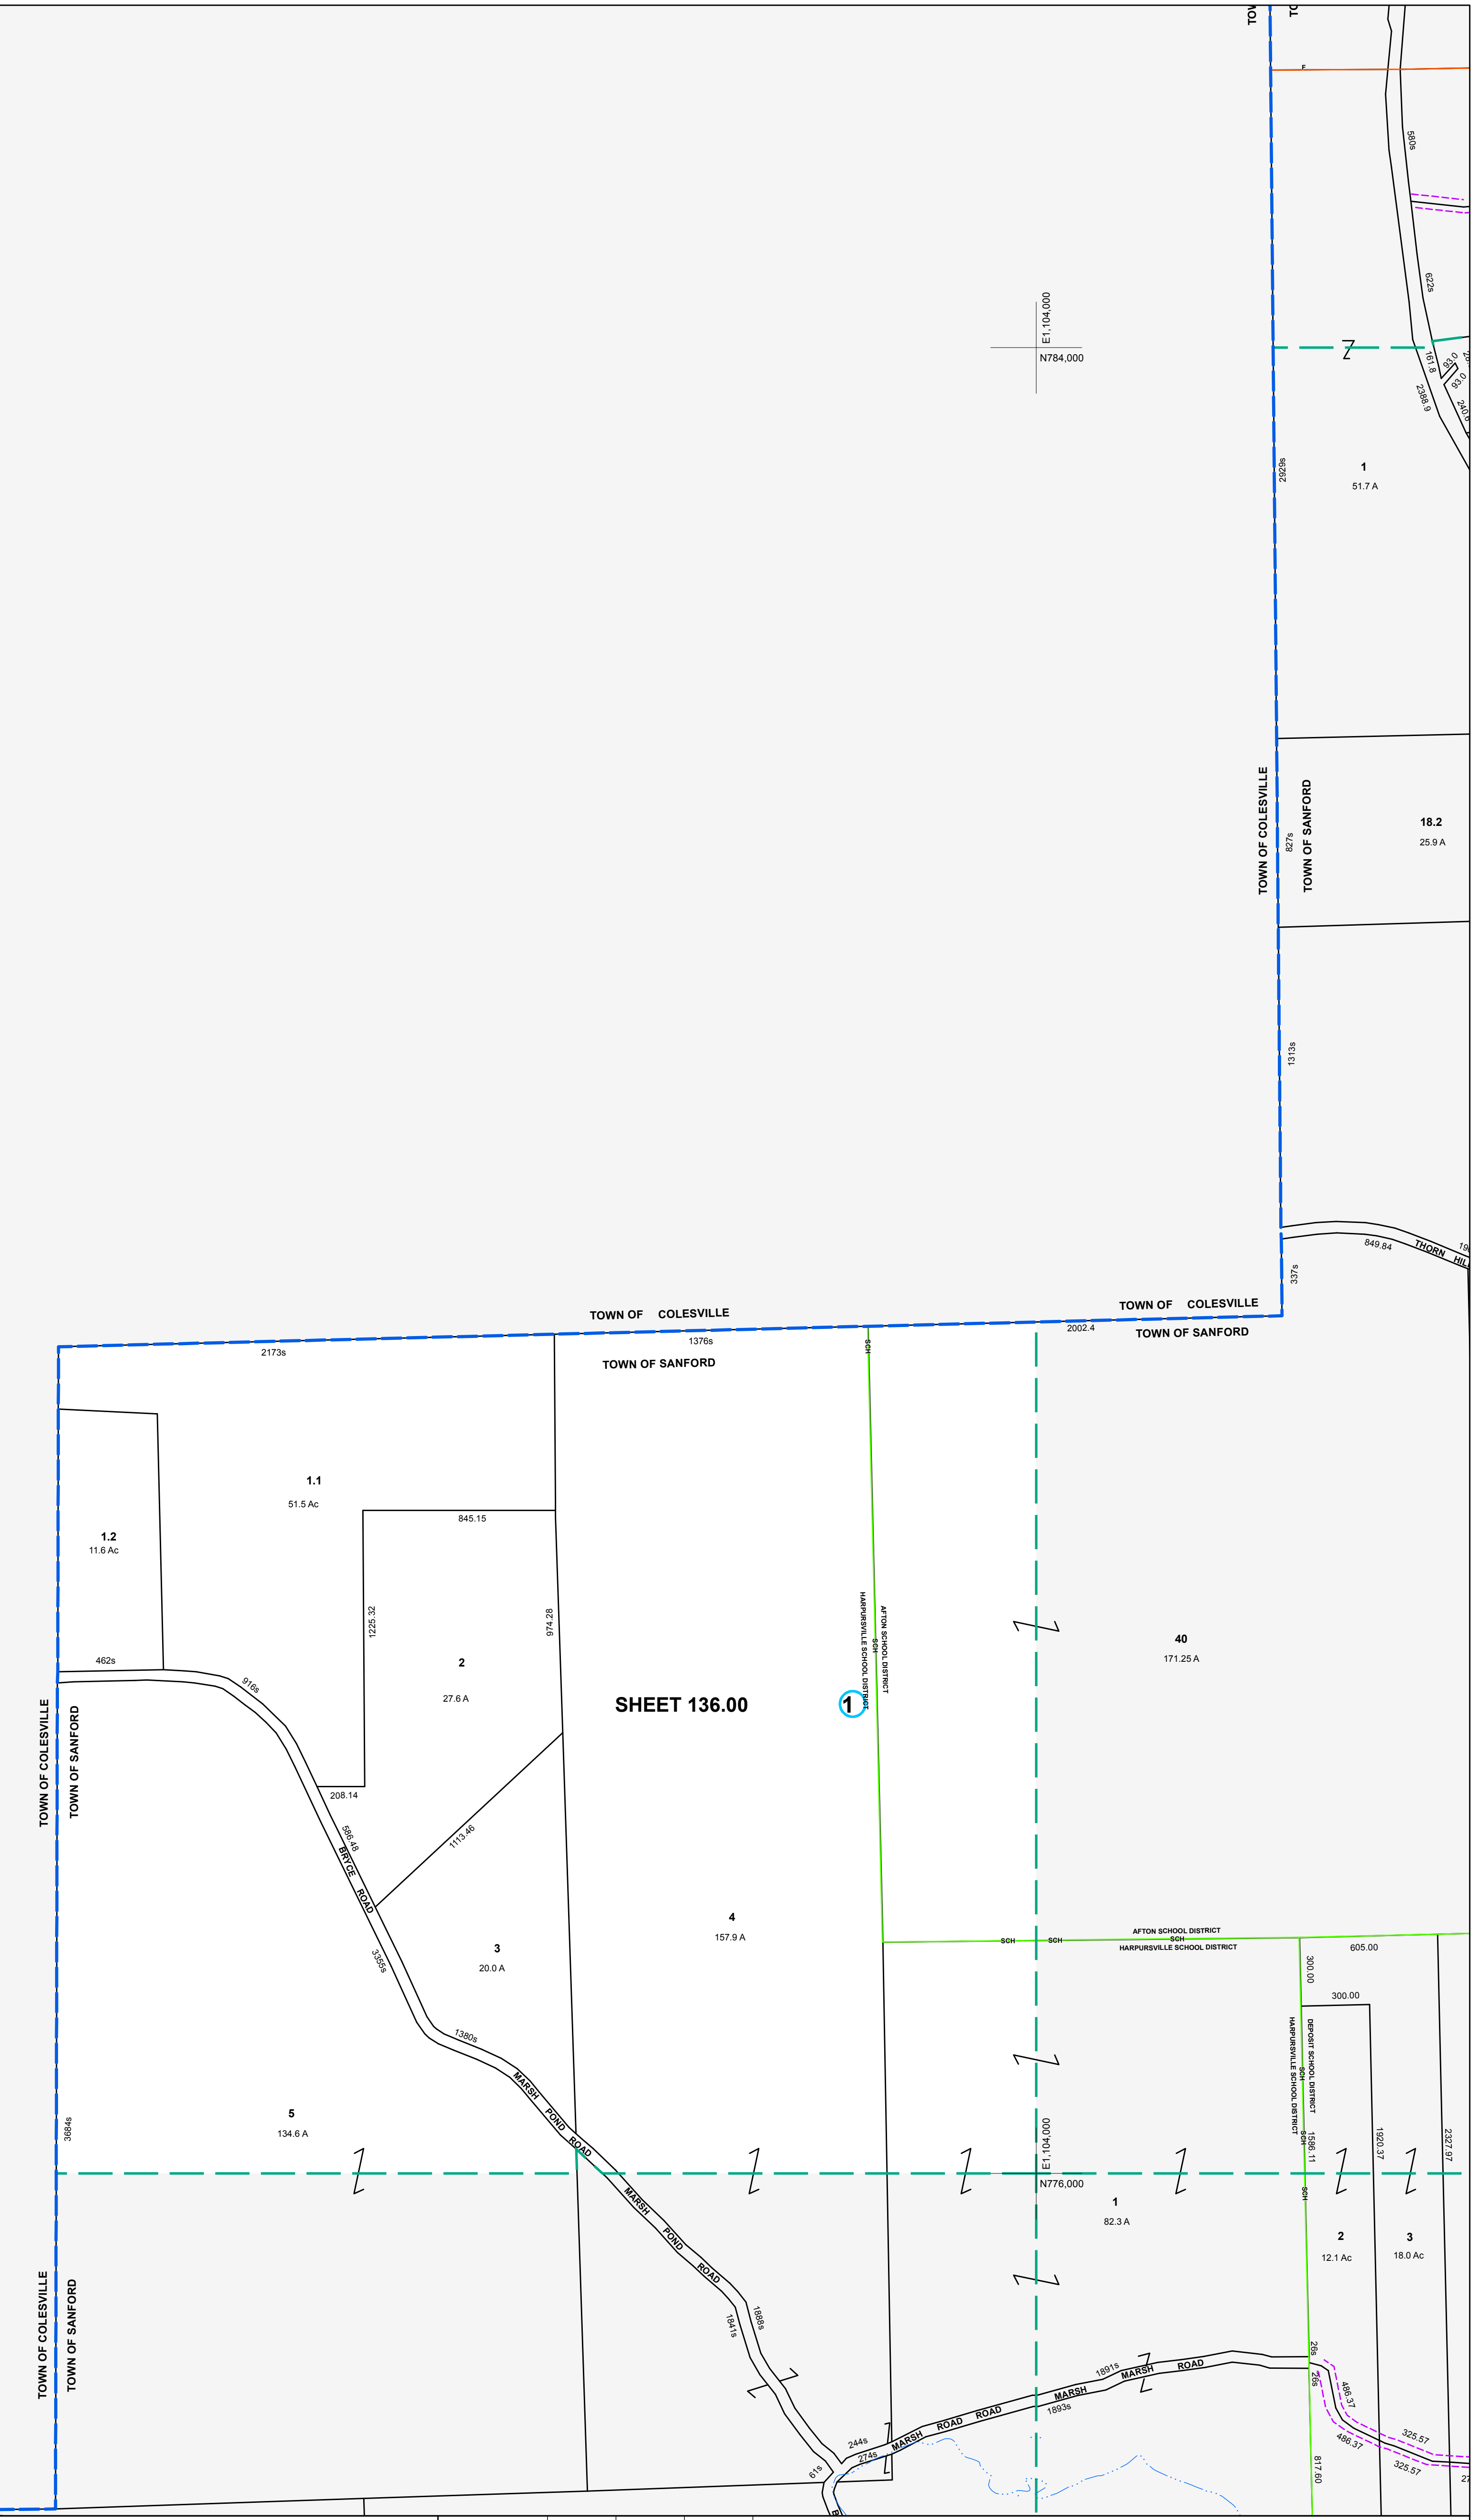 F
580s
622s
E1,104,000
N784,000
161.8
93.0
93.0
240.6
2388.9
2929s
1
51.7 A
TOWN OF COLESVILLE
827s
TOWN OF SANFORD
18.2
25.9 A
1313s
849.84
THORN
337s
TOWN OF COLESVILLE
TOWN OF COLESVILLE
2002.4
TOWN OF SANFORD
1376s
TOWN OF SANFORD
2173s
SCH
1.1
51.5 Ac
845.15
1.2
11.6 Ac
1225.32
974.28
HARPURSVILLE SCHOOL DISTRICT
SCH
AFTON SCHOOL DISTRICT
40
171.25 A
462s
916s
2
27.6 A
SHEET 136.00
1
TOWN OF COLESVILLE
TOWN OF SANFORD
208.14
586.48
BRYCE ROAD
1113.46
4
157.9 A
AFTON SCHOOL DISTRICT
SCH
SCH
SCH
HARPURSVILLE SCHOOL DISTRICT
605.00
3
20.0 A
3355s
300.00
300.00
1380s
MARSH POND ROAD
HARPURSVILLE SCHOOL DISTRICT
SCH
DEPOSIT SCHOOL DISTRICT
5
134.6 A
3684s
E1,104,000
N776,000
SCH
1586.11
1920.37
2327.97
SCH
1
82.3 A
MARSH POND ROAD
2
12.1 Ac
3
18.0 Ac
TOWN OF COLESVILLE
TOWN OF SANFORD
1841s
1888s
26s
26s
1891s
MARSH ROAD
MARSH
1893s
486.37
486.37
ROAD
MARSH ROAD
244s
274s
61s
325.57
325.57
817.60